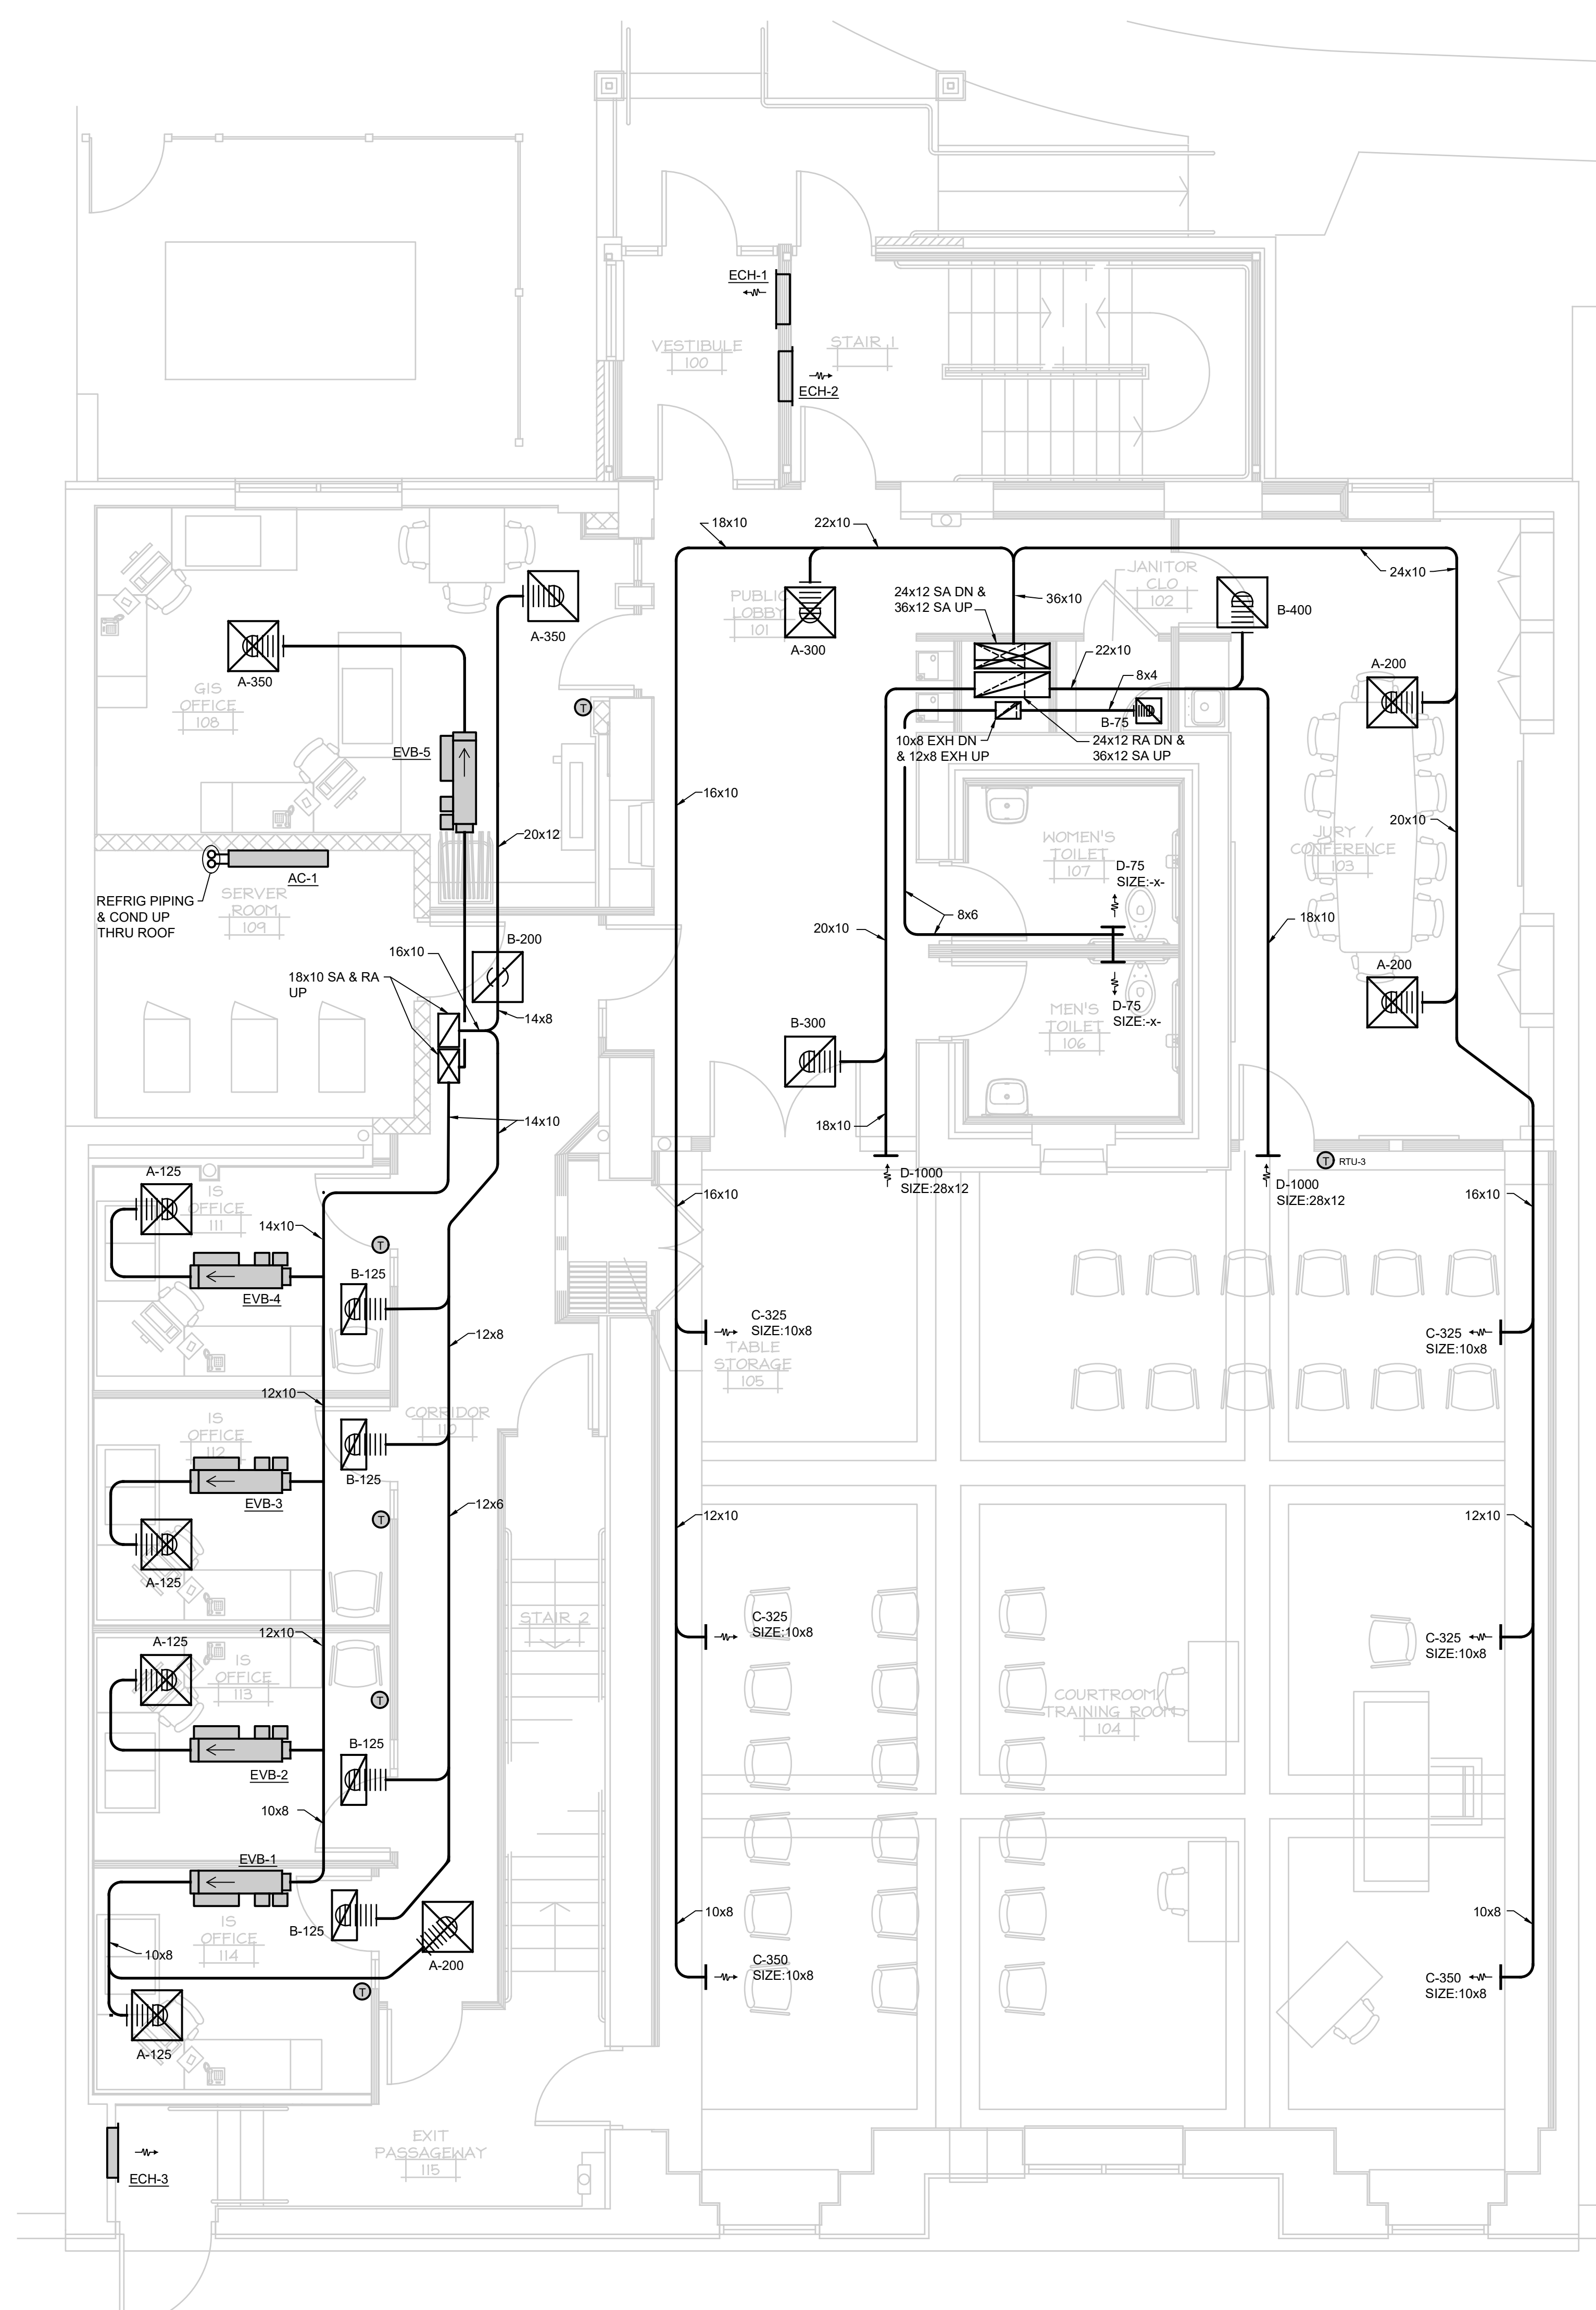 ECH-1
VESTIBULE
100
STAIR 1
ECH-2
18x10
22x10
JANITOR
CLO
102
24x10
A-350
PUBLIC
LOBBY
101
24x12 SA DN &
36x12 SA UP
36x10
B-400
A-300
A-350
22x10
A-200
GIS
OFFICE
108
T
8x4
B-75
EVB-5
10x8 EXH DN
& 12x8 EXH UP
24x12 RA DN &
36x12 SA UP
16x10
20x12
WOMEN'S
TOILET
107
20x10
JURY /
CONFERENCE
103
D-75
SIZE:-x-
AC-1
REFRIG PIPING
& COND UP
THRU ROOF
SERVER
ROOM
109
8x6
18x10
20x10
B-200
16x10
A-200
18x10 SA & RA
UP
14x8
D-75
SIZE:-x-
B-300
MEN'S
TOILET
106
14x10
18x10
T RTU-3
A-125
IS
OFFICE
111
D-1000
SIZE:28x12
D-1000
SIZE:28x12
16x10
16x10
14x10
T
B-125
EVB-4
C-325
SIZE:10x8
C-325
SIZE:10x8
12x8
TABLE
STORAGE
105
12x10
CORRIDOR
110
IS
OFFICE
112
B-125
EVB-3
12x6
T
12x10
12x10
A-125
C-325
SIZE:10x8
C-325
SIZE:10x8
STAIR 2
12x10
A-125
IS
OFFICE
113
T
COURTROOM/
TRAINING ROOM
104
B-125
EVB-2
10x8
EVB-1
10x8
10x8
IS
OFFICE
114
B-125
10x8
A-200
C-350
SIZE:10x8
C-350
SIZE:10x8
T
A-125
EXIT
PASSAGEWAY
115
ECH-3